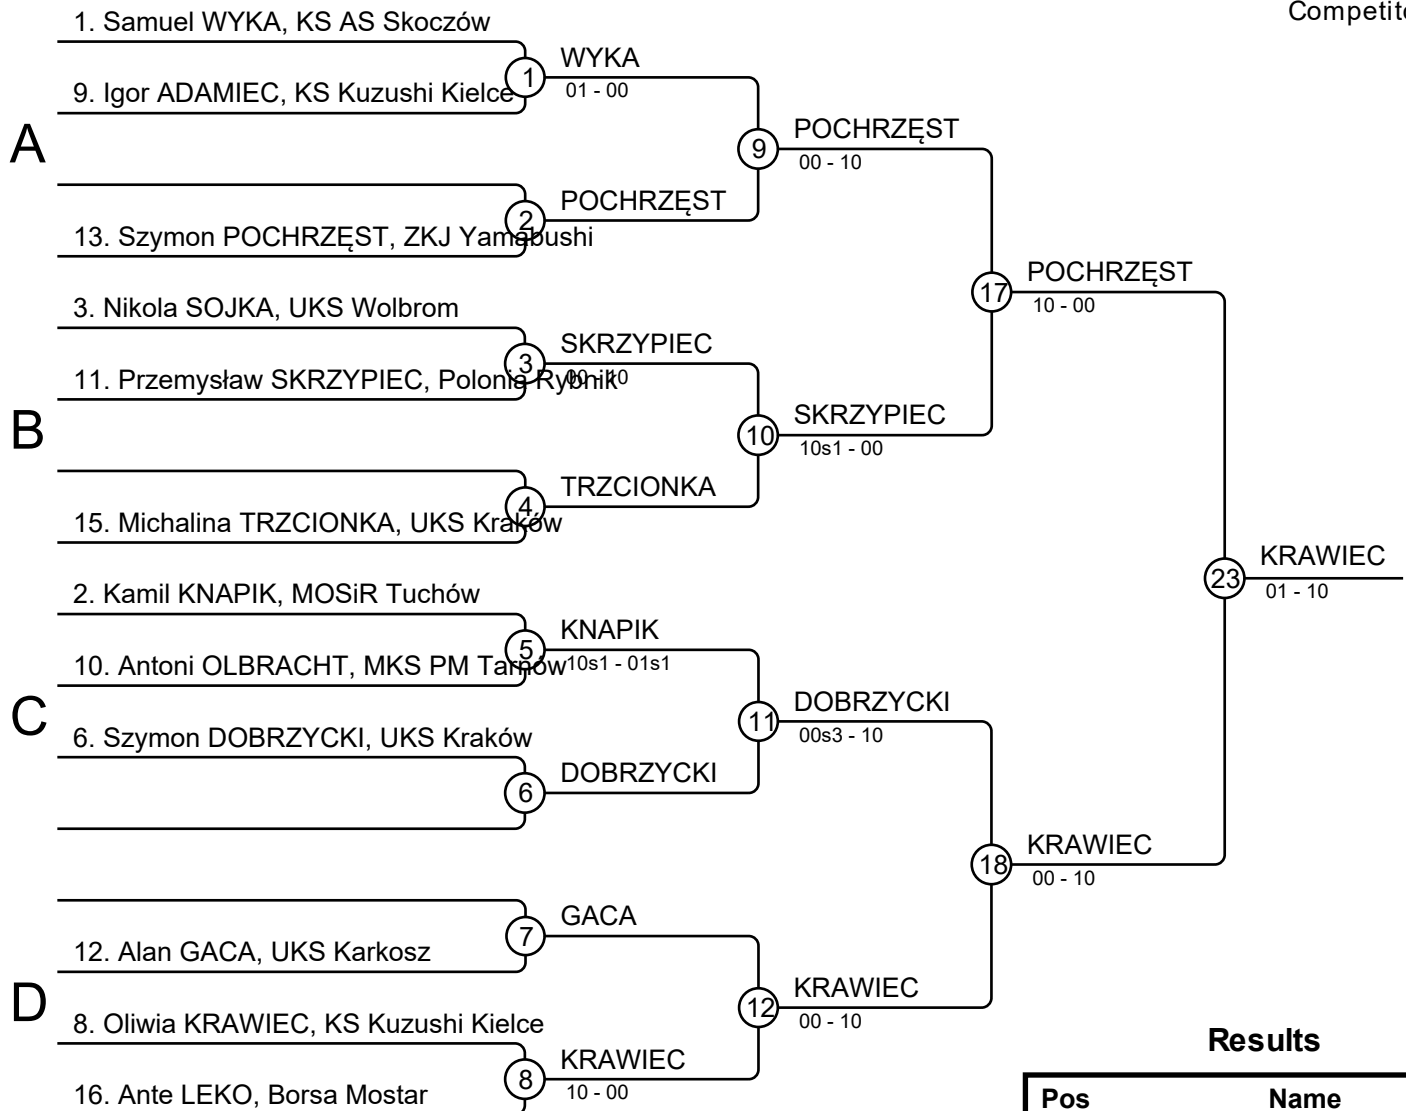 Competito
1. Samuel WYKA, KS AS Skoczów
WYKA
1
01 - 00
9. Igor ADAMIEC, KS Kuzushi Kielce
A
POCHRZĘST
9
00 - 10
POCHRZĘST
2
13. Szymon POCHRZĘST, ZKJ Yamabushi
POCHRZĘST
17
10 - 00
3. Nikola SOJKA, UKS Wolbrom
SKRZYPIEC
3
00 - 10
11. Przemysław SKRZYPIEC, Polonia Rybnik
B
SKRZYPIEC
10
10s1 - 00
TRZCIONKA
4
15. Michalina TRZCIONKA, UKS Kraków
KRAWIEC
23
01 - 10
2. Kamil KNAPIK, MOSiR Tuchów
KNAPIK
5
10s1 - 01s1
10. Antoni OLBRACHT, MKS PM Tarnów
C
DOBRZYCKI
11
00s3 - 10
6. Szymon DOBRZYCKI, UKS Kraków
DOBRZYCKI
6
KRAWIEC
18
00 - 10
GACA
7
12. Alan GACA, UKS Karkosz
D
KRAWIEC
12
00 - 10
8. Oliwia KRAWIEC, KS Kuzushi Kielce
KRAWIEC
8
10 - 00
16. Ante LEKO, Borsa Mostar
Results
Pos Name